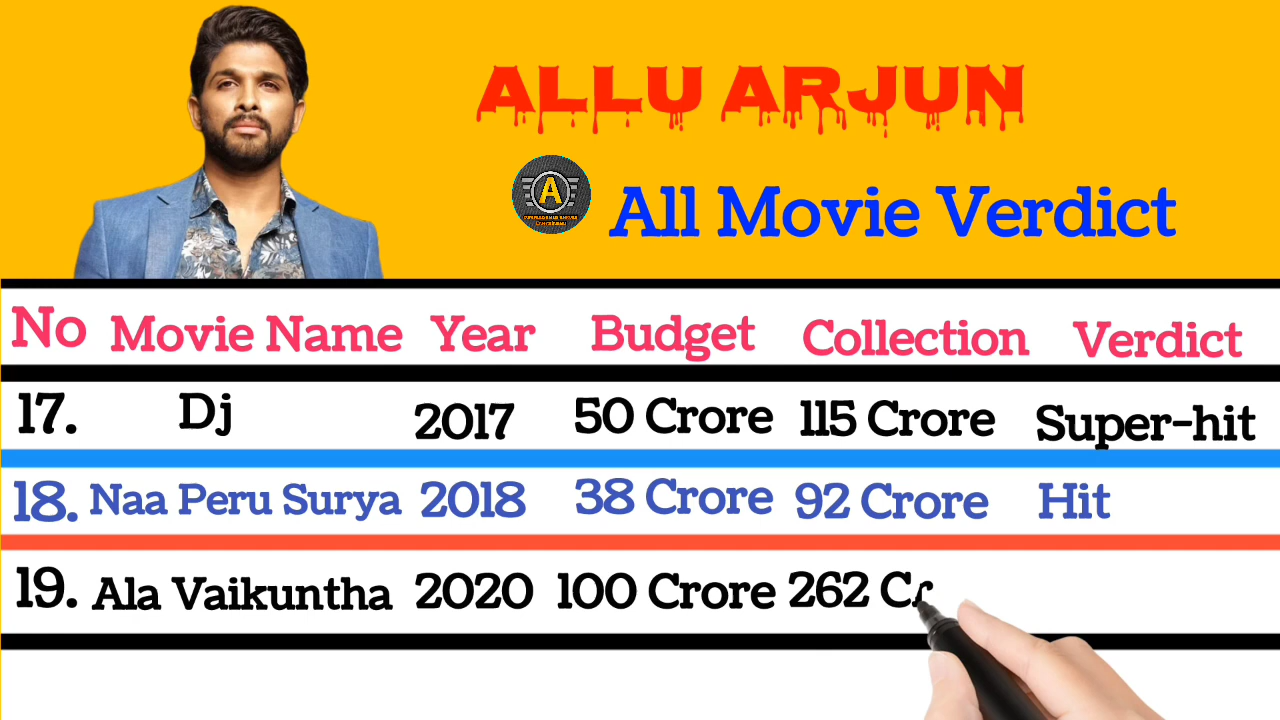 ALLU ARJUN
A
All Movie Verdict
No Movie Name Year Budget Collection Verdict
17. Dj 2017 50 Crore 115 Crore Super-hit
18. Naa Peru Surya 2018 38 Crore 92 Crore Hit
19. Ala Vaikuntha 2020 100 Crore 262 Cr